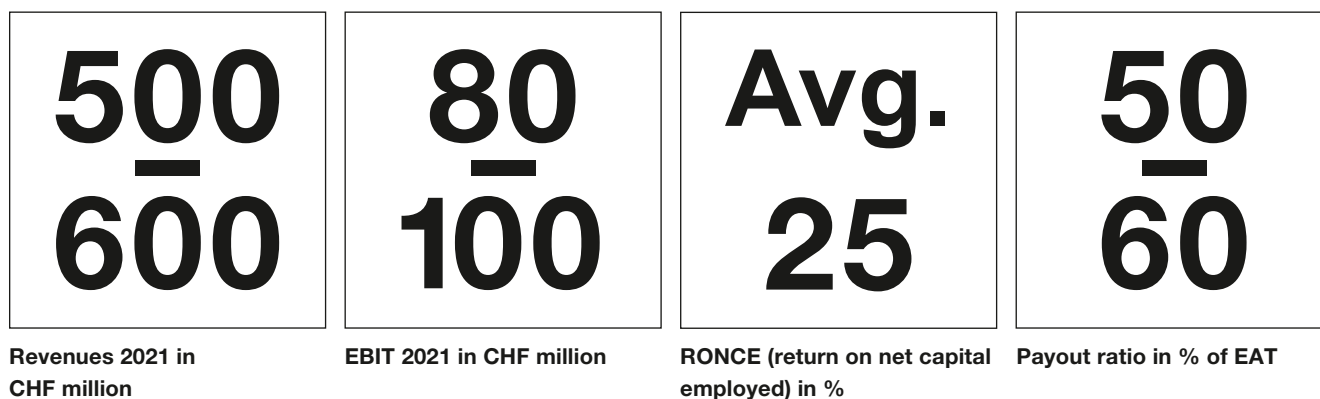 500
–
600
Revenues 2021 in
CHF million
80
–
100
EBIT 2021 in CHF million
Avg.
25
RONCE (return on net capital
employed) in %
50
–
60
Payout ratio in % of EAT